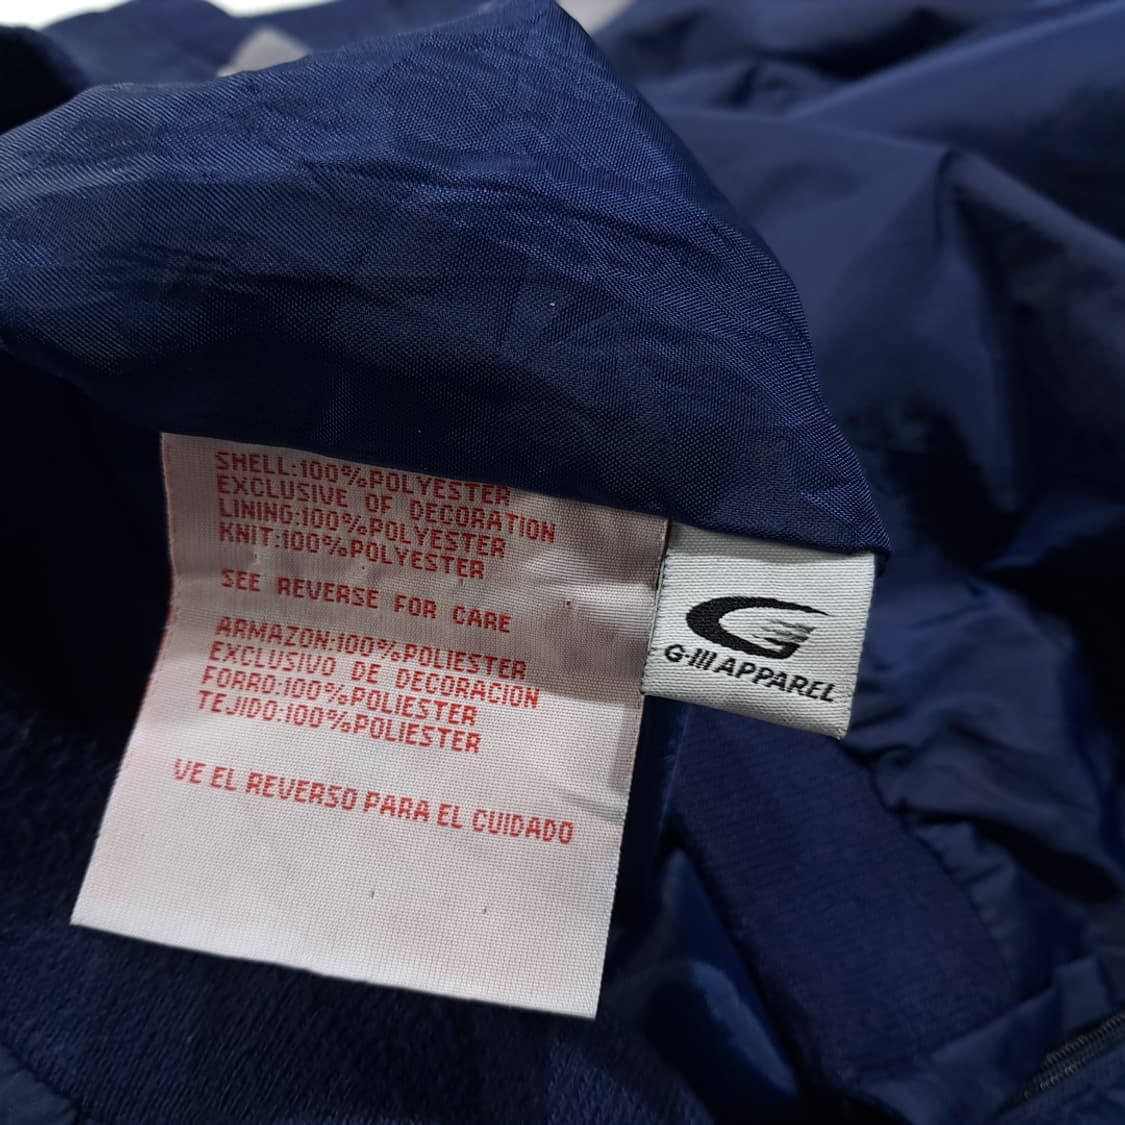 SHELL:100%POLYESTER
EXCLUSIVE OF DECORATION
LINING:100%POLYESTER
KNIT:100%POLYESTER
SEE REVERSE FOR CARE
ARMAZON:100%POLIESTER
EXCLUSIVO DE DECORACION
FORRO:100%POLIESTER
TEJIDO:100%POLIESTER
VE EL REVERSO PARA EL CUIDADO
G-III APPAREL